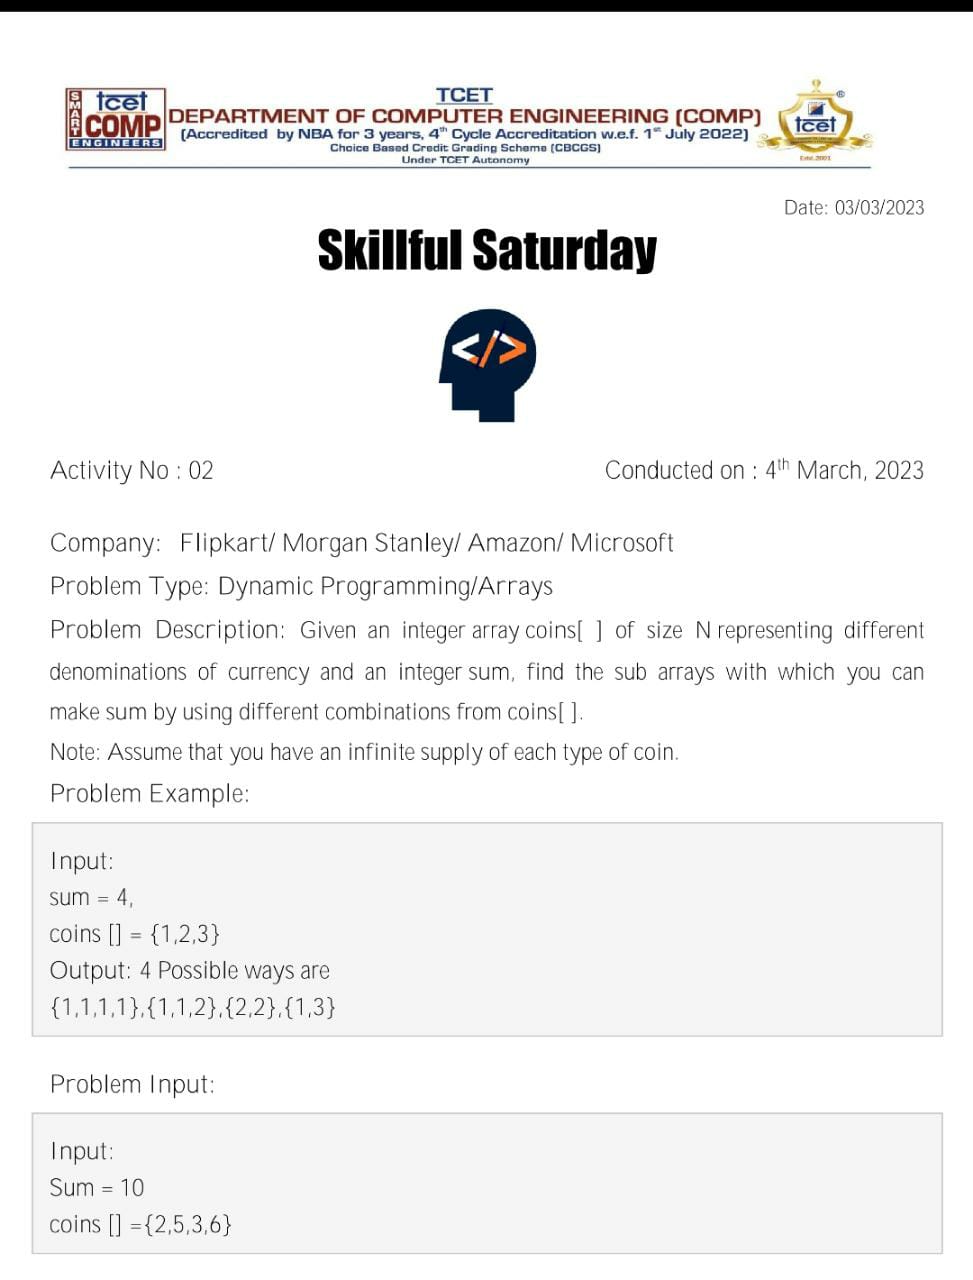 SMART
tcet
COMP
ENGINEERS
TCET
DEPARTMENT OF COMPUTER ENGINEERING (COMP)
(Accredited by NBA for 3 years, 4th Cycle Accreditation w.e.f. 1st July 2022)
Choice Based Credit Grading Scheme (CBCGS)
Under TCET Autonomy
®
tcet
Estd. 2001
Date: 03/03/2023
Skillful Saturday
</>
Activity No : 02 Conducted on : 4th March, 2023
Company: Flipkart/ Morgan Stanley/ Amazon/ Microsoft
Problem Type: Dynamic Programming/Arrays
Problem Description: Given an integer array coins[ ] of size N representing different
denominations of currency and an integer sum, find the sub arrays with which you can
make sum by using different combinations from coins[ ].
Note: Assume that you have an infinite supply of each type of coin.
Problem Example:
Input:
sum = 4,
coins [] = {1,2,3}
Output: 4 Possible ways are
{1,1,1,1},{1,1,2},{2,2},{1,3}
Problem Input:
Input:
Sum = 10
coins [] ={2,5,3,6}